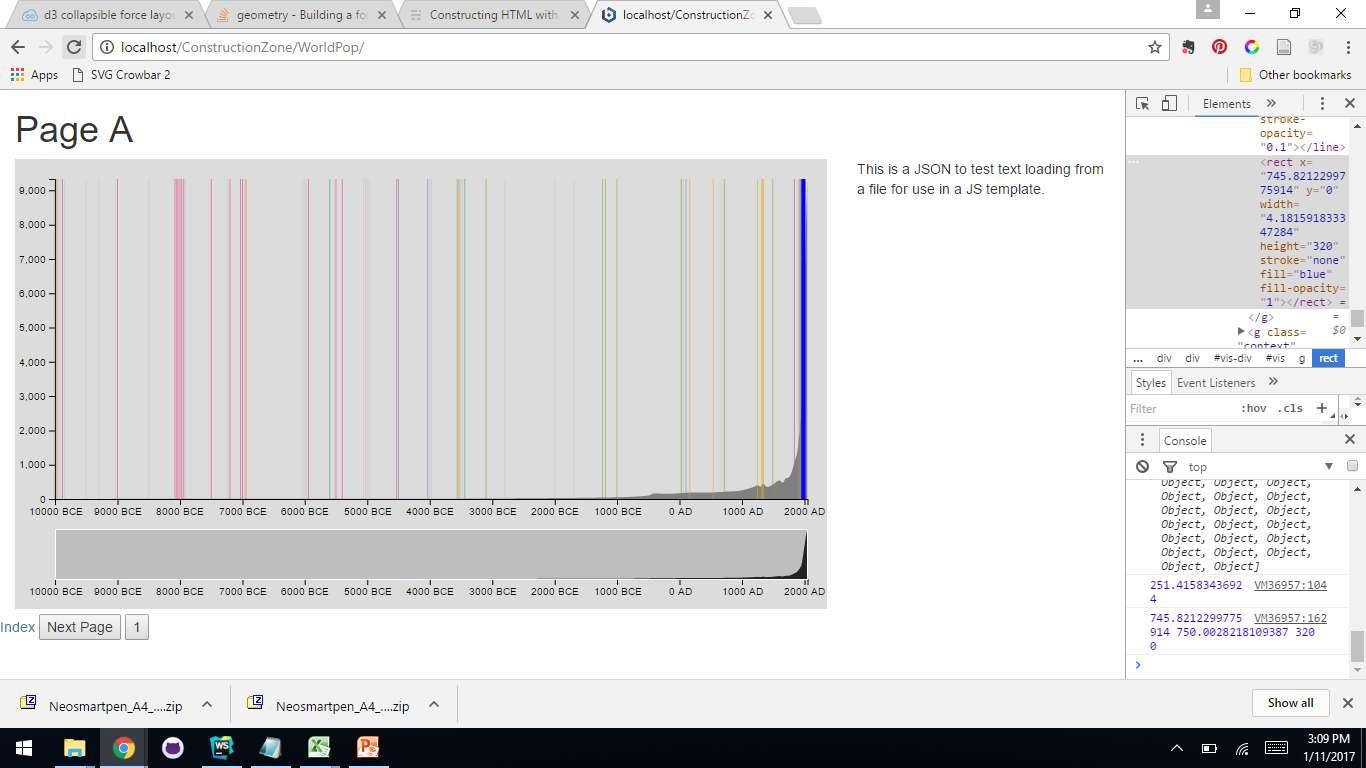 d3 collapsible force layou
geometry - Building a fo
Constructing HTML with
localhost/ConstructionZo
localhost/ConstructionZone/WorldPop/
Apps
SVG Crowbar 2
Other bookmarks
Page A
9,000
8,000
7,000
6,000
5,000
4,000
3,000
2,000
1,000
0
10000 BCE 9000 BCE 8000 BCE 7000 BCE 6000 BCE 5000 BCE 4000 BCE 3000 BCE 2000 BCE 1000 BCE 0 AD 1000 AD 2000 AD
10000 BCE 9000 BCE 8000 BCE 7000 BCE 6000 BCE 5000 BCE 4000 BCE 3000 BCE 2000 BCE 1000 BCE 0 AD 1000 AD 2000 AD
Index Next Page 1
This is a JSON to test text loading from
a file for use in a JS template.
Elements »
stroke-
opacity=
"0.1"></line>
...
<rect x=
"745.82122997
75914" y="0"
width=
"4.1815918333
47284"
height="320"
stroke="none"
fill="blue"
fill-opacity=
"1"></rect> =
</g> =
<g class= $0
"context"
... div div #vis-div #vis g rect
Styles Event Listeners »
Filter :hov .cls +
Console
top
Object, Object, Object,
Object, Object, Object,
Object, Object, Object,
Object, Object, Object,
Object, Object, Object,
Object, Object, Object,
Object, Object]
251.4158343692 VM36957:104
4
745.8212299775 VM36957:162
914 750.0028218109387 320
0
>
Neosmartpen_A4_....zip
Neosmartpen_A4_....zip
Show all
WS
3:09 PM
1/11/2017